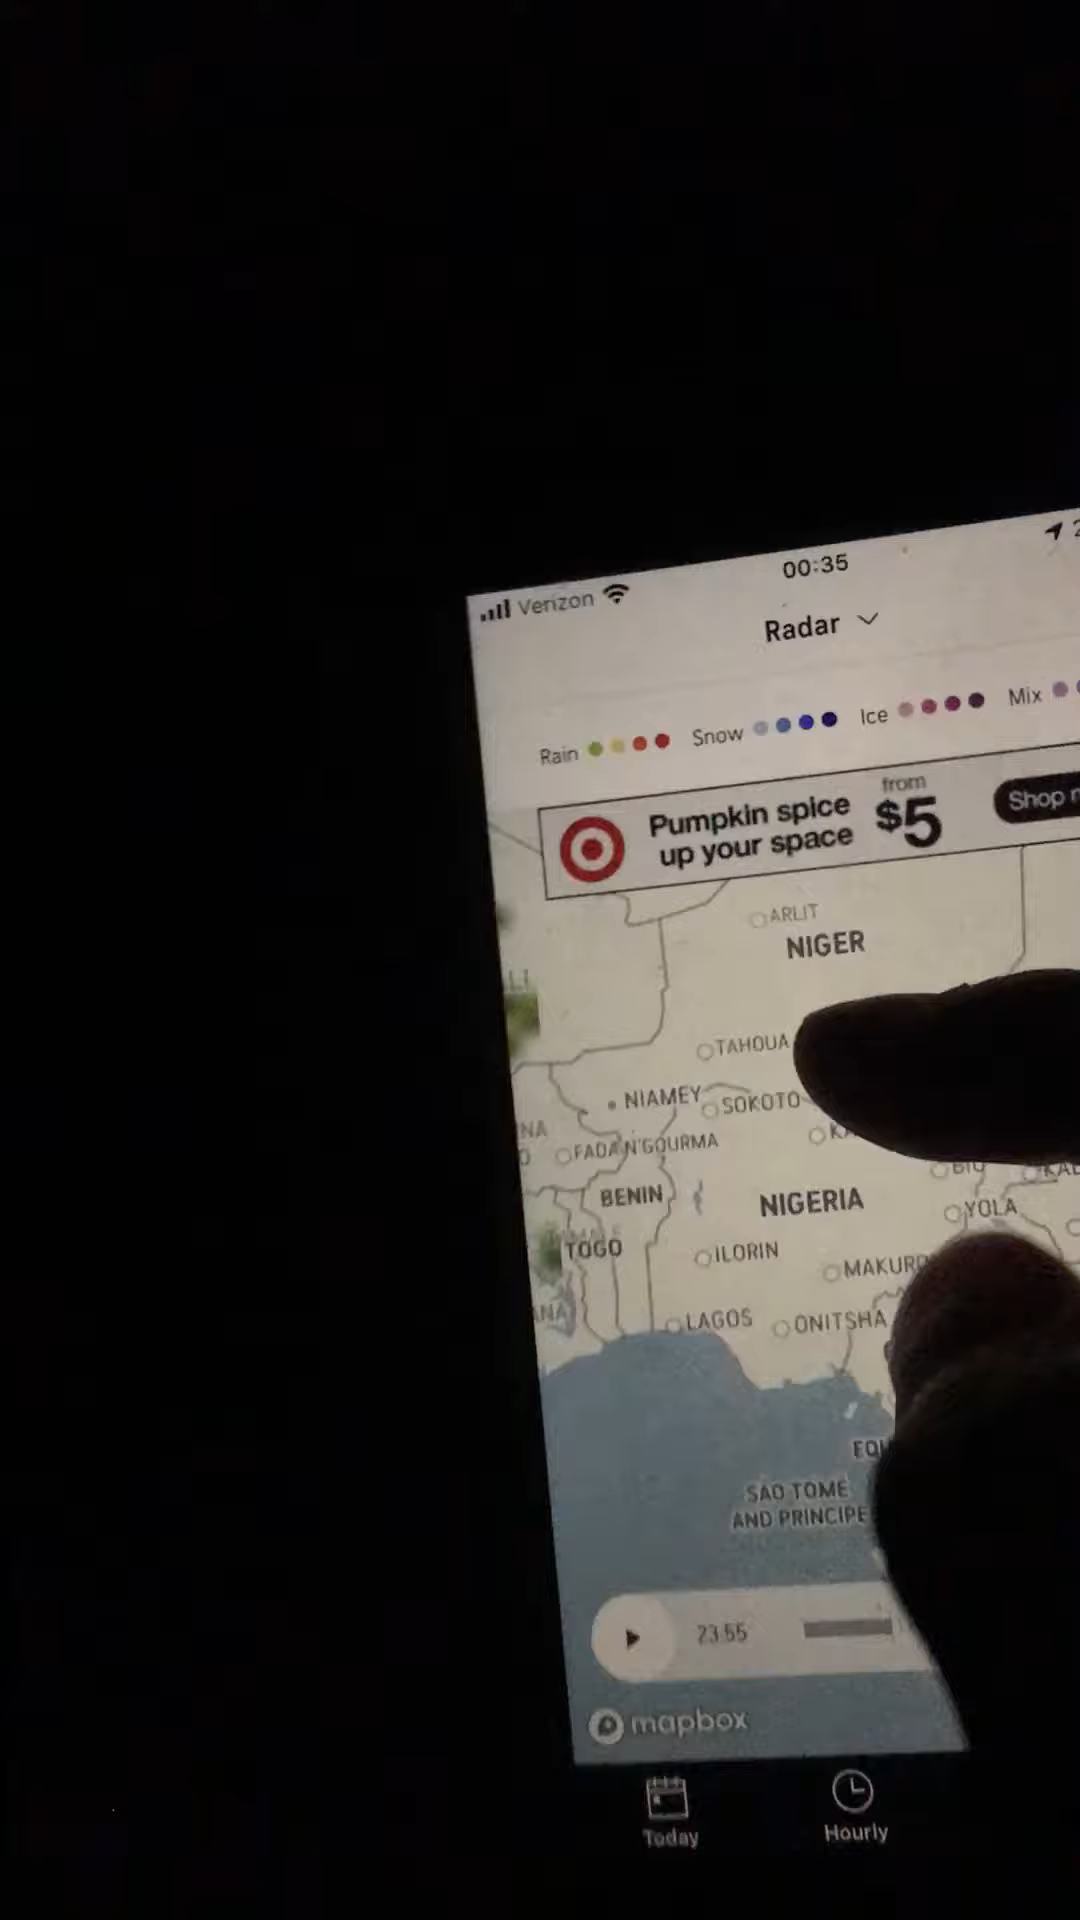 Verizon
00:35
Radar
Rain
Snow
Ice
Mix
Pumpkin spice
up your space
from
$5
Shop
ARLIT
NIGER
TAHOUA
NIAMEY
SOKOTO
FADA N'GOURMA
BENIN
NIGERIA
YOLA
TOGO
ILORIN
MAKURD
LAGOS
ONITSHA
SAO TOME
AND PRINCIPE
23:55
mapbox
Today
Hourly